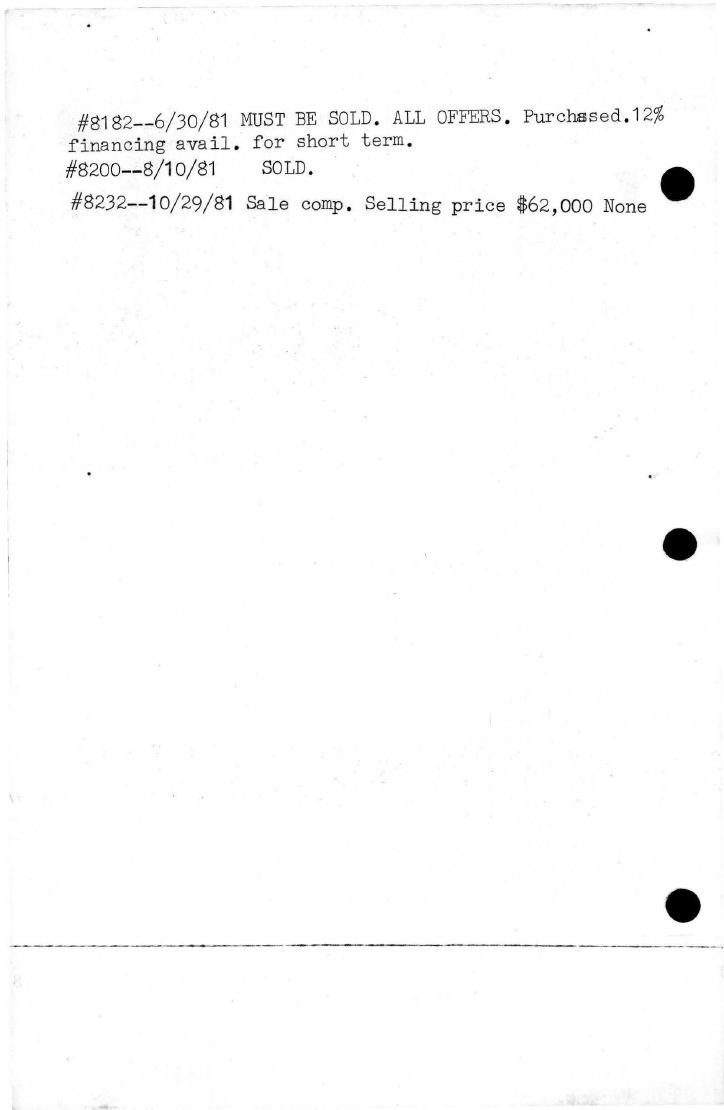 #8182--6/30/81 MUST BE SOLD. ALL OFFERS. Purchased.12%
financing avail. for short term.
#8200--8/10/81 SOLD.
#8232--10/29/81 Sale comp. Selling price $62,000 None